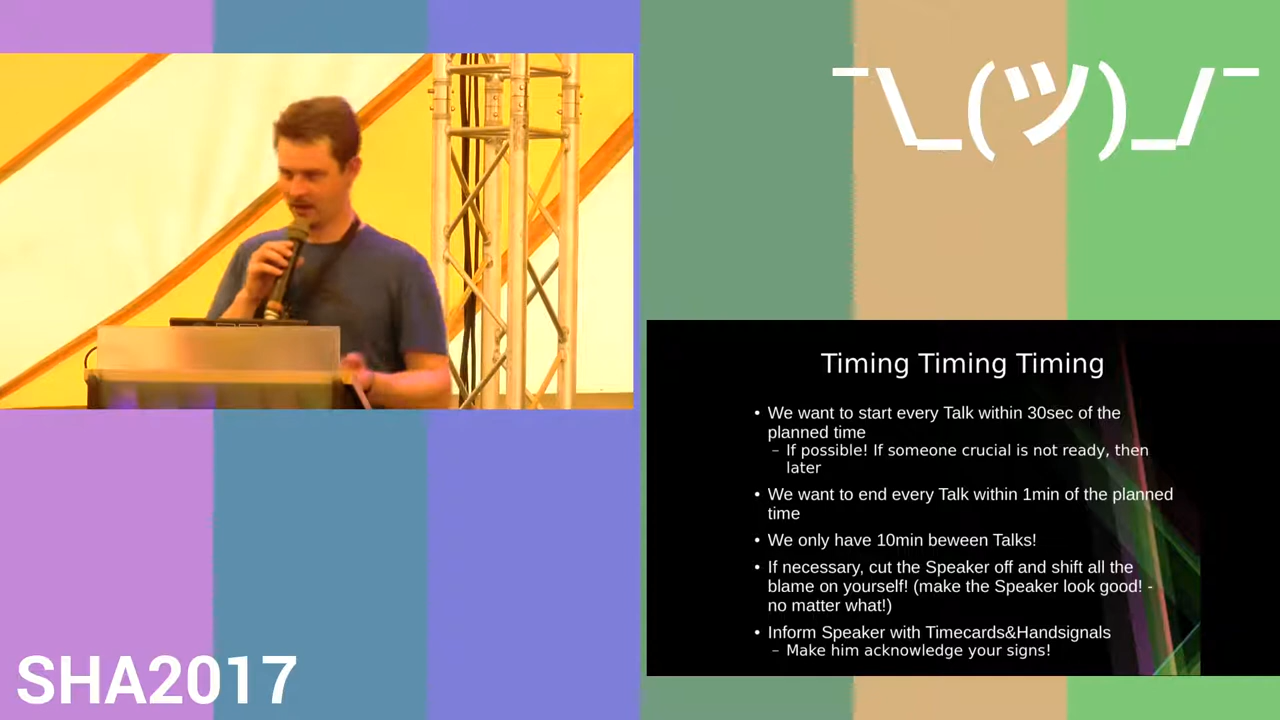 ¯\_(ツ)_/¯
Timing Timing Timing
• We want to start every Talk within 30sec of the
planned time
– If possible! If someone crucial is not ready, then
later
• We want to end every Talk within 1min of the planned
time
• We only have 10min beween Talks!
• If necessary, cut the Speaker off and shift all the
blame on yourself! (make the Speaker look good! -
no matter what!)
• Inform Speaker with Timecards&Handsignals
– Make him acknowledge your signs!
SHA2017